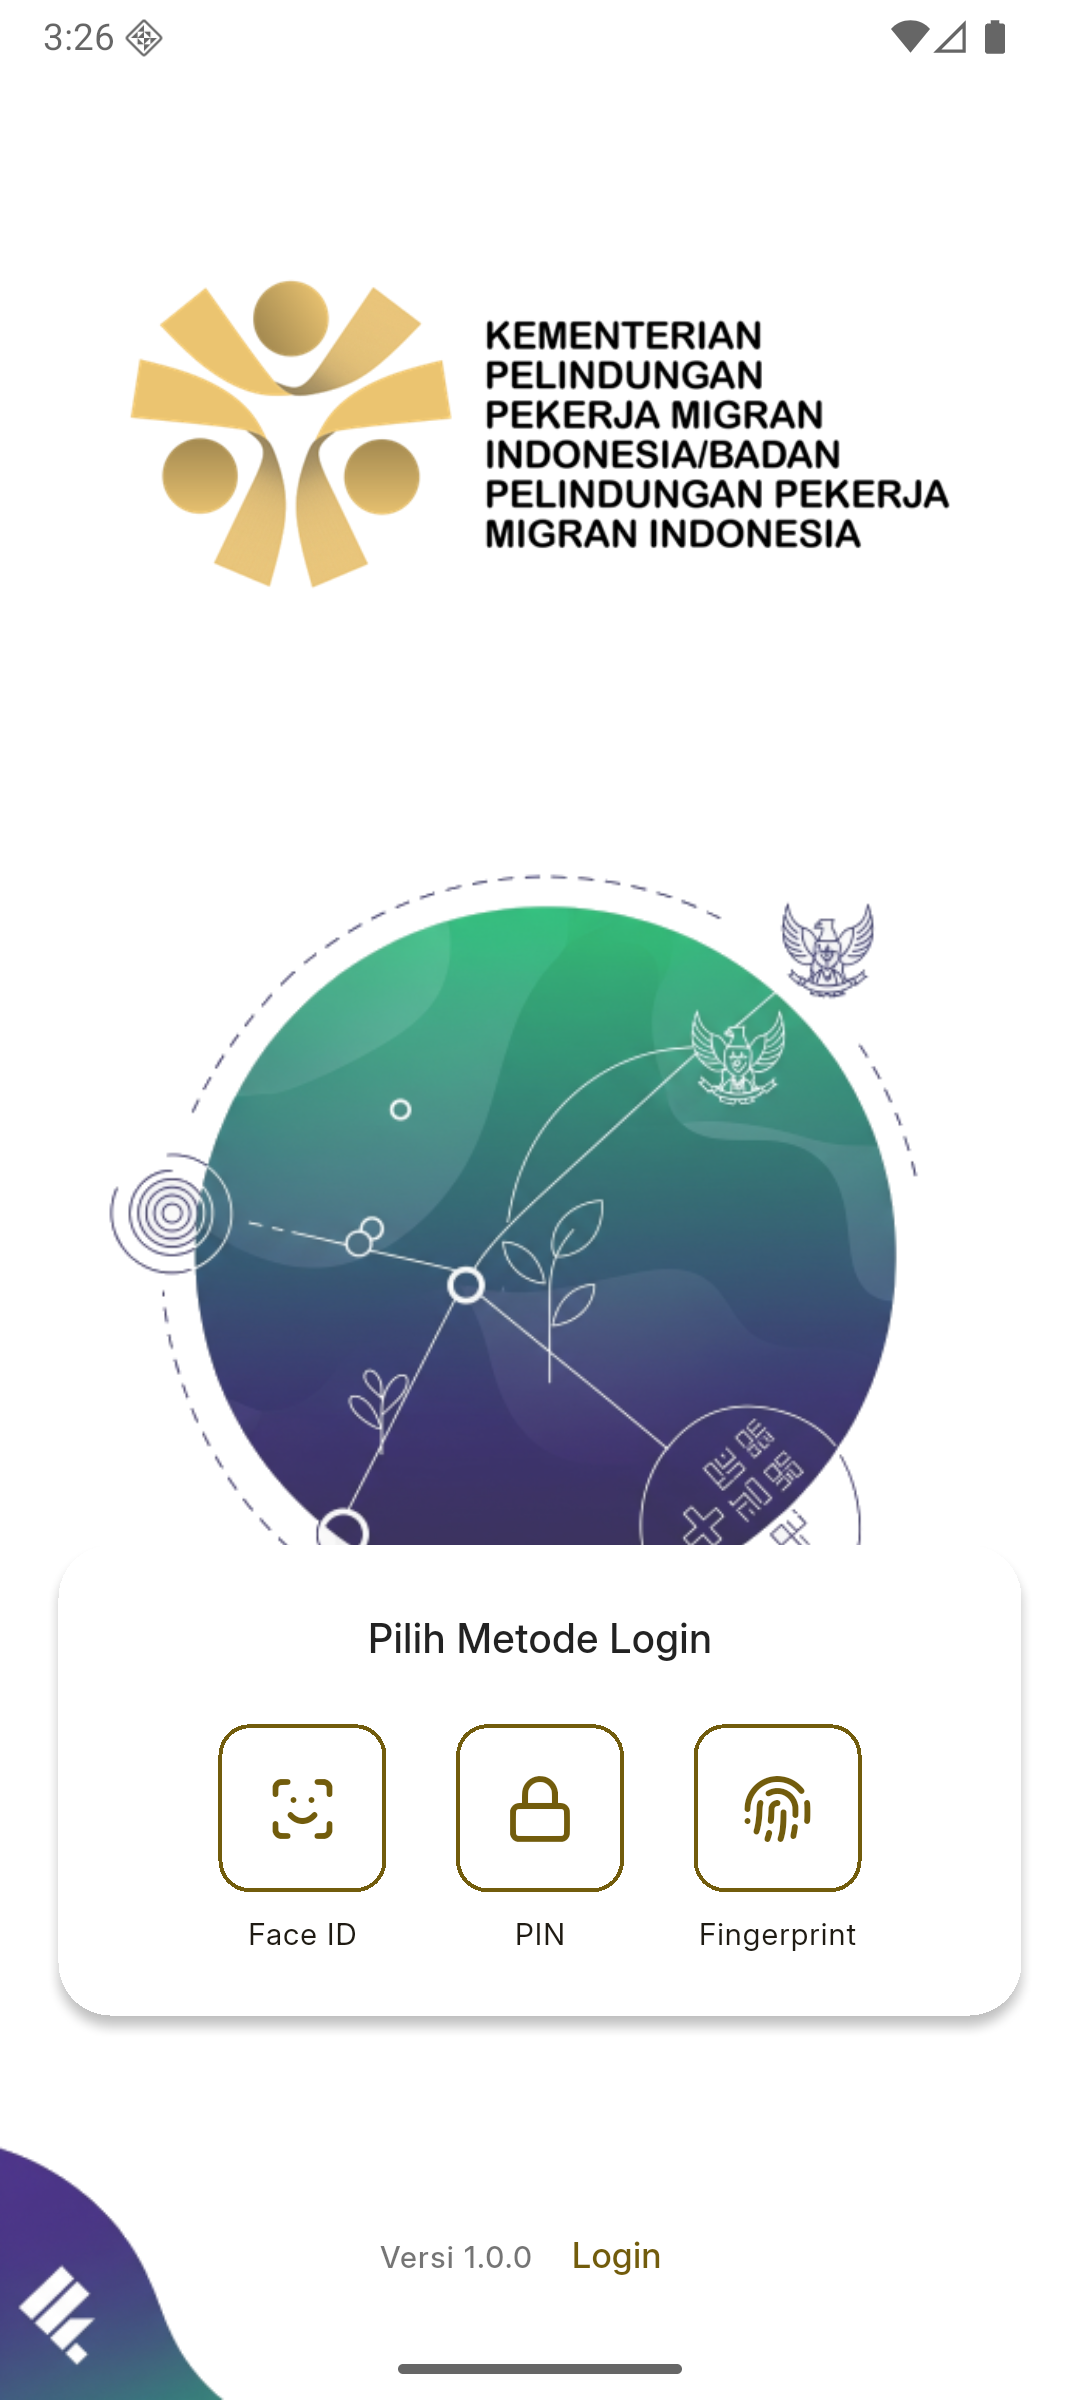 3:26
KEMENTERIAN
PELINDUNGAN
PEKERJA MIGRAN
INDONESIA/BADAN
PELINDUNGAN PEKERJA
MIGRAN INDONESIA
Pilih Metode Login
Face ID PIN Fingerprint
Versi 1.0.0 Login